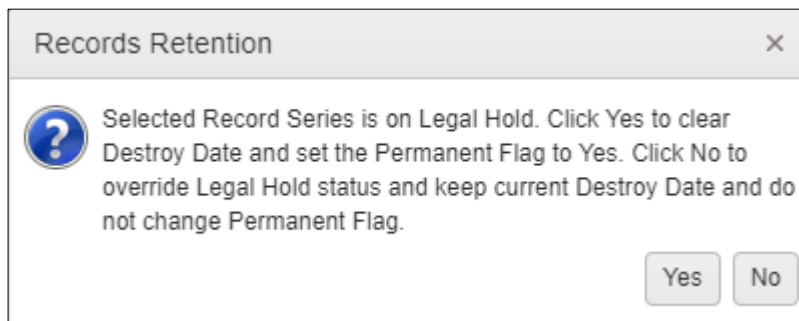 Records Retention
Selected Record Series is on Legal Hold. Click Yes to clear
Destroy Date and set the Permanent Flag to Yes. Click No to
override Legal Hold status and keep current Destroy Date and do
not change Permanent Flag.
Yes No